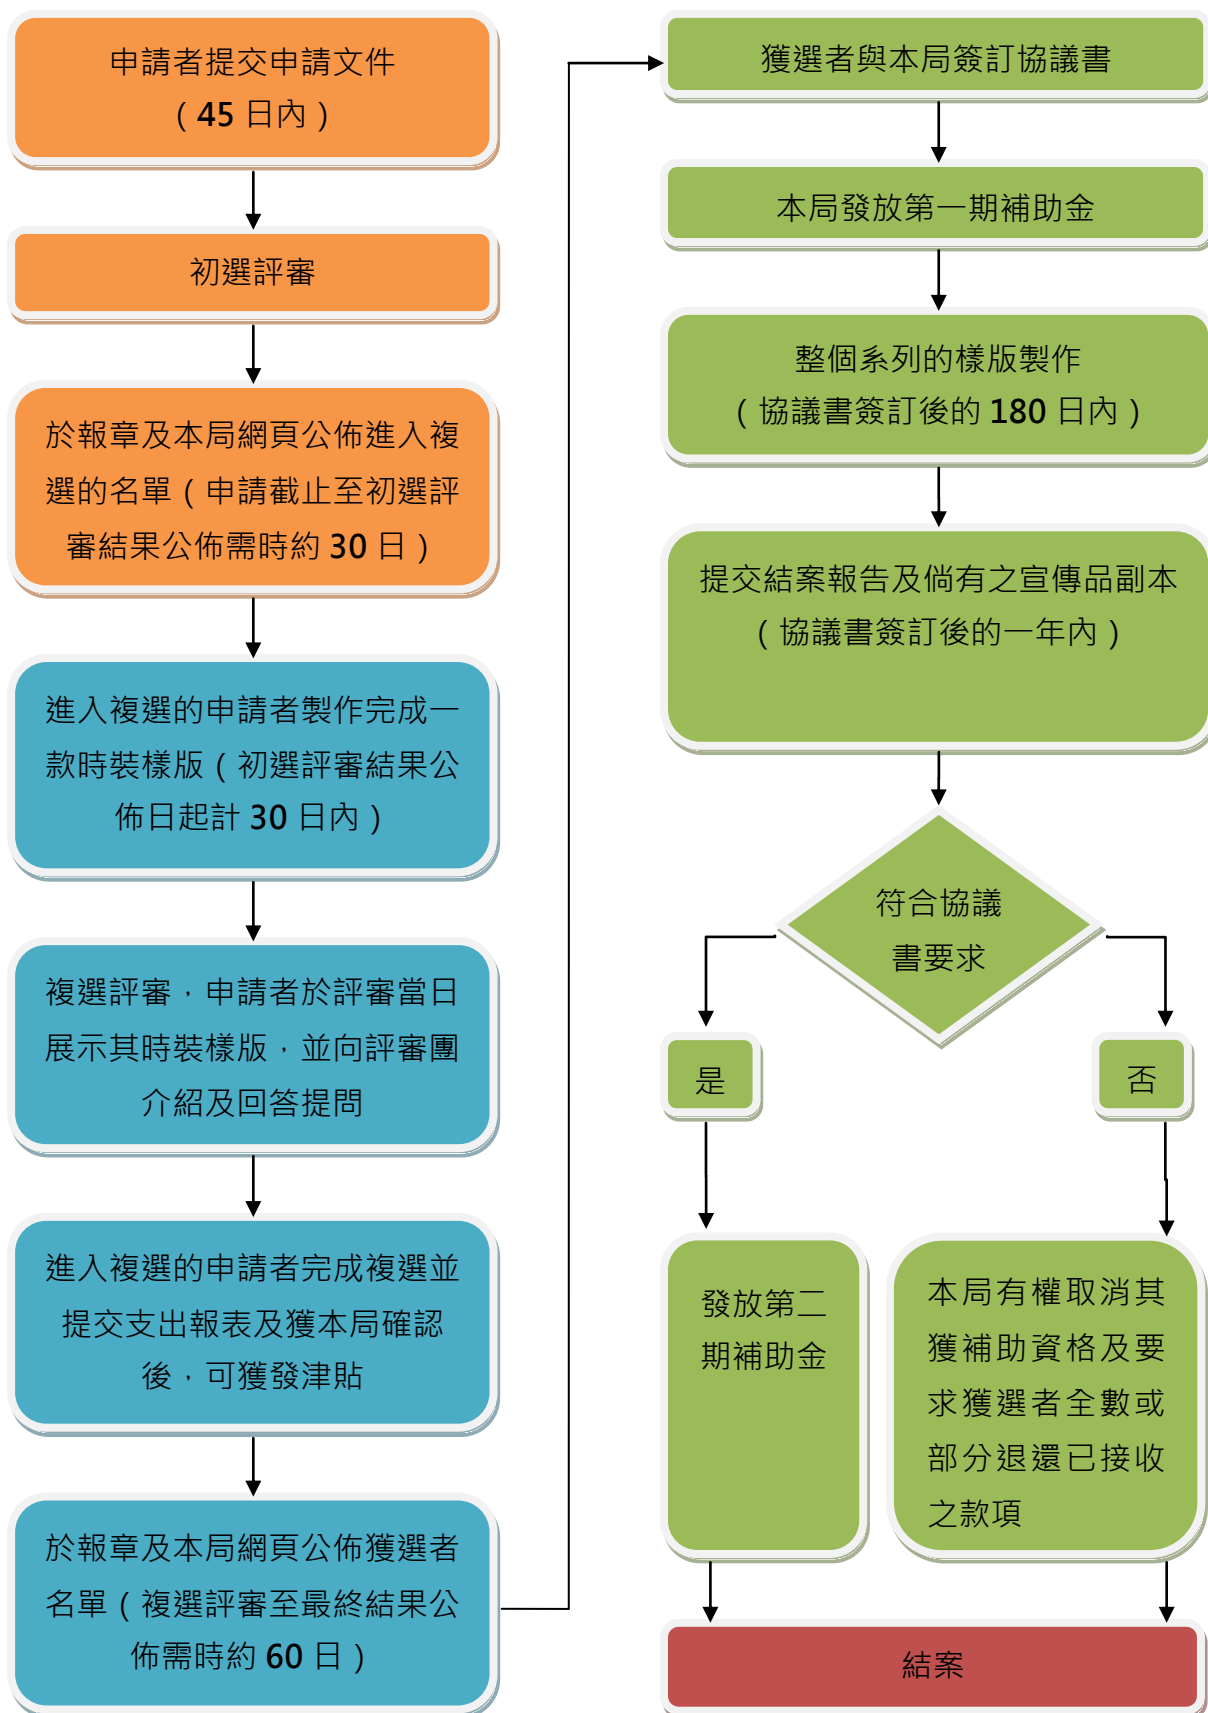 申請者提交申請文件
（45 日內）
初選評審
於報章及本局網頁公佈進入複
選的名單（申請截止至初選評
審結果公佈需時約 30 日）
進入複選的申請者製作完成一
款時裝樣版（初選評審結果公
佈日起計 30 日內）
複選評審，申請者於評審當日
展示其時裝樣版，並向評審團
介紹及回答提問
進入複選的申請者完成複選並
提交支出報表及獲本局確認
後，可獲發津貼
於報章及本局網頁公佈獲選者
名單（複選評審至最終結果公
佈需時約 60 日）
獲選者與本局簽訂協議書
本局發放第一期補助金
整個系列的樣版製作
（協議書簽訂後的 180 日內）
提交結案報告及倘有之宣傳品副本
（協議書簽訂後的一年內）
符合協議
書要求
是
否
發放第二
期補助金
本局有權取消其
獲補助資格及要
求獲選者全數或
部分退還已接收
之款項
結案